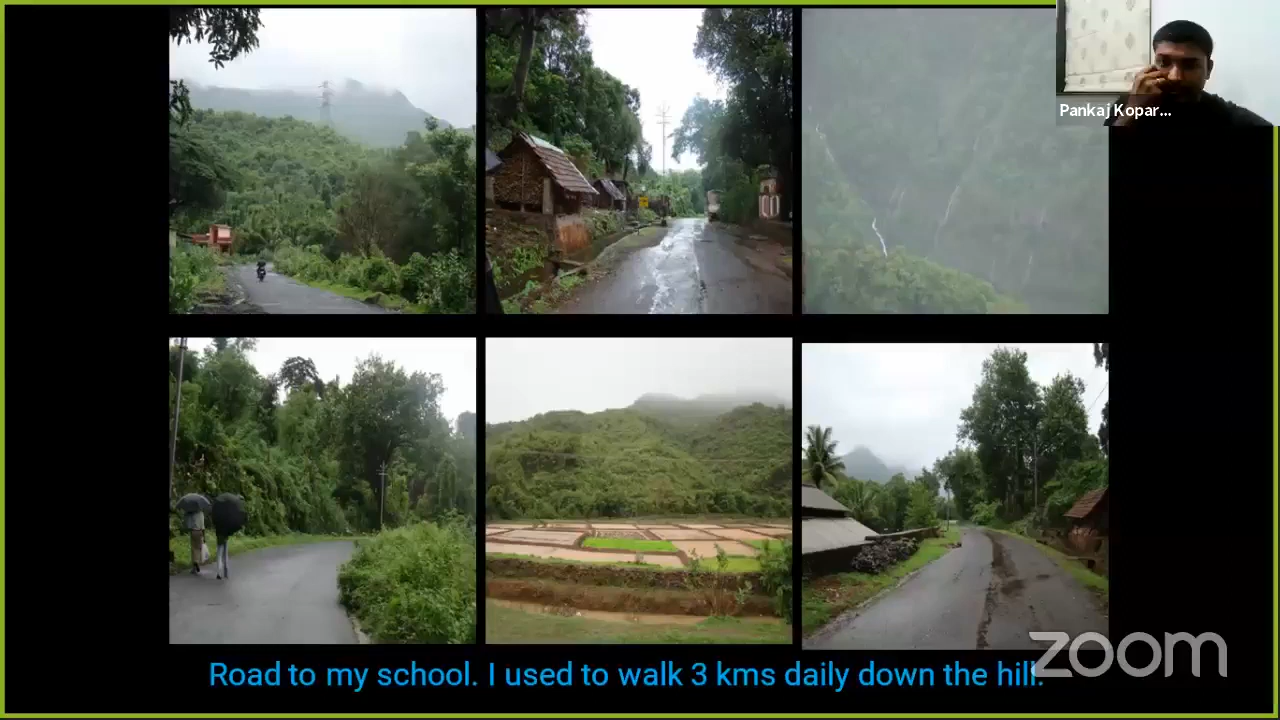 Pankaj Kopar...
Road to my school. I used to walk 3 kms daily down the hill.
zoom